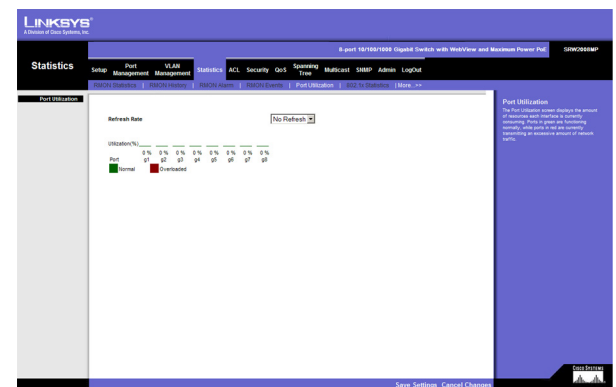 LINKSYS®
A Division of Cisco Systems, Inc.
8-port 10/100/1000 Gigabit Switch with WebView and Maximum Power PoE SRW2008MP
Statistics
Setup Port Management VLAN Management Statistics ACL Security QoS Spanning Tree Multicast SNMP Admin LogOut
RMON Statistics | RMON History | RMON Alarm | RMON Events | Port Utilization | 802.1x Statistics | More..>>
Port Utilization
Refresh Rate No Refresh
Utilization(%)
0 % 0 % 0 % 0 % 0 % 0 % 0 % 0 %
Port g1 g2 g3 g4 g5 g6 g7 g8
Normal Overloaded
Port Utilization
The Port Utilization screen displays the amount
of resources each interface is currently
consuming. Ports in green are functioning
normally, while ports in red are currently
transmitting an excessive amount of network
traffic.
Save Settings Cancel Changes
CISCO SYSTEMS